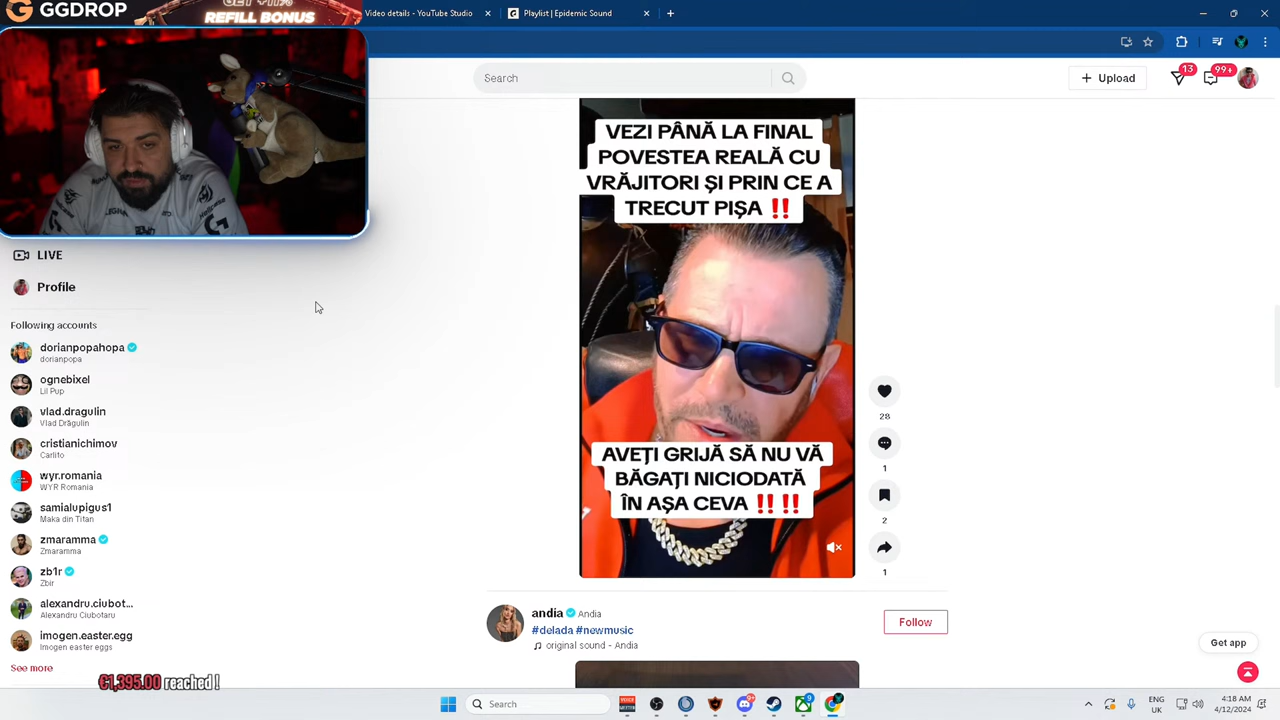 GGDROP
GET +11%
REFILL BONUS
Video details - YouTube Studio
Playlist | Epidemic Sound
Search
Upload
13
99+
VEZI PÂNĂ LA FINAL
POVESTEA REALĂ CU
VRĂJITORI ȘI PRIN CE A
TRECUT PIȘA ‼️
LIVE
Profile
Following accounts
dorianpopahopa
dorianpopa
ognebixel
Lil Pup
vlad.dragulin
Vlad Drăgulin
cristianichimov
Carlito
wyr.romania
WYR Romania
samialupigus1
Maka din Titan
zmaramma
Zmaramma
zb1r
Zbir
alexandru.ciubot...
Alexandru Ciubotaru
imogen.easter.egg
Imogen easter eggs
See more
€1,395.00 reached !
AVEȚI GRIJĂ SĂ NU VĂ
BĂGAȚI NICIODATĂ
ÎN AȘA CEVA ‼️ ‼️
28
1
2
1
andia Andia
#delada #newmusic
original sound - Andia
Follow
Get app
Search
ENG
UK
4:18 AM
4/12/2024